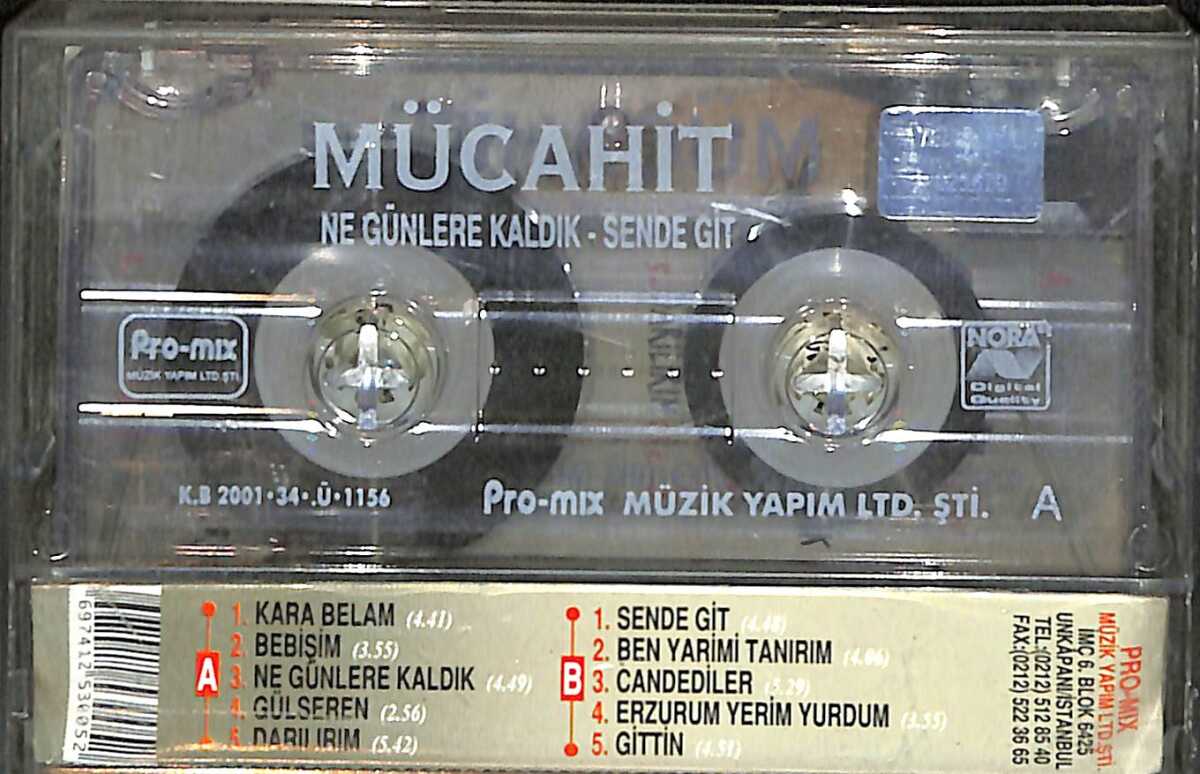 MÜCAHİT
NE GÜNLERE KALDIK - SENDE GİT
Pro-mıx
MÜZİK YAPIM LTD.ŞTİ
NORA
Digital
Quality
K.B 2001•34•.Ü•1156
Pro-mıx MÜZİK YAPIM LTD. ŞTİ.
A
A
1. KARA BELAM (4.41)
2. BEBİŞİM (3.55)
3. NE GÜNLERE KALDIK (4.49)
4. GÜLSEREN (2.56)
5. DARILIRIM (5.42)
B
1. SENDE GİT (4.48)
2. BEN YARİMİ TANIRIM (4.06)
3. CANDEDİLER (5.29)
4. ERZURUM YERİM YURDUM (3.55)
5. GİTTİN (4.51)
PRO-MIX
MÜZİK YAPIM LTD.ŞTİ.
İMÇ 6. BLOK 6425
UNKAPANI/İSTANBUL
TEL.:(0212) 512 85 40
FAX:(0212) 522 36 65
6 97412 530052